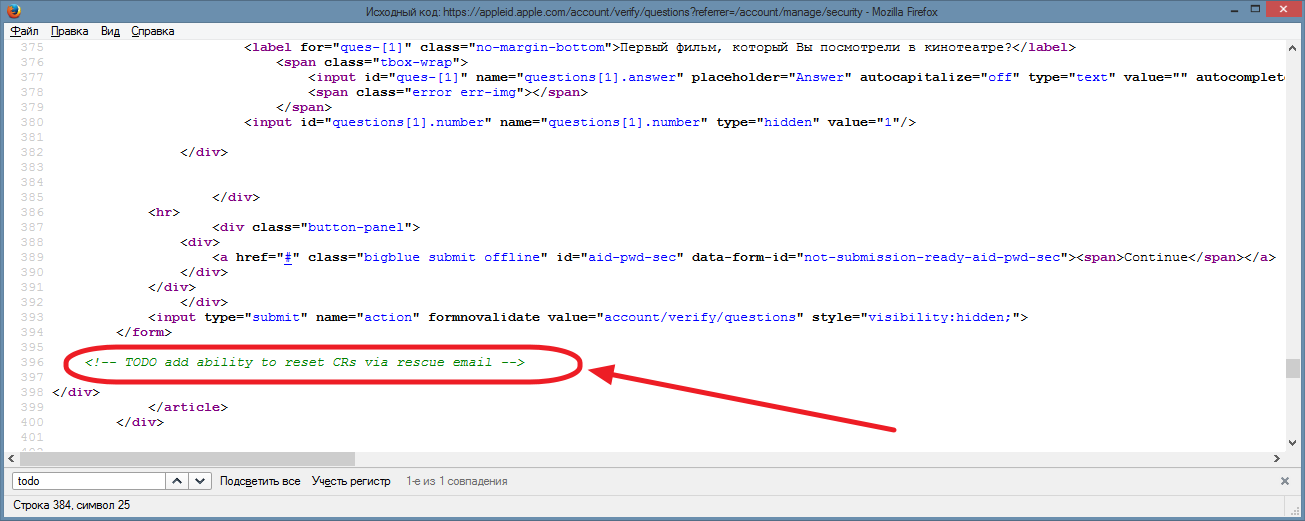 Исходный код: https://appleid.apple.com/account/verify/questions?referrer=/account/manage/security - Mozilla Firefox
Файл Правка Вид Справка
375 <label for="ques-[1]" class="no-margin-bottom">Первый фильм, который Вы посмотрели в кинотеатре?</label>
376 <span class="tbox-wrap">
377 <input id="ques-[1]" name="questions[1].answer" placeholder="Answer" autocapitalize="off" type="text" value="" autocomplete
378 <span class="error err-img"></span>
379 </span>
380 <input id="questions[1].number" name="questions[1].number" type="hidden" value="1"/>
381
382 </div>
383
384
385 </div>
386 <hr>
387 <div class="button-panel">
388 <div>
389 <a href="#" class="bigblue submit offline" id="aid-pwd-sec" data-form-id="not-submission-ready-aid-pwd-sec"><span>Continue</span></a>
390 </div>
391 </div>
392 </div>
393 <input type="submit" name="action" formnovalidate value="account/verify/questions" style="visibility:hidden;">
394 </form>
395
396 <!-- TODO add ability to reset CRs via rescue email -->
397
398 </div>
399 </article>
400 </div>
401
todo Подсветить все Учесть регистр 1-е из 1 совпадения
Строка 384, символ 25